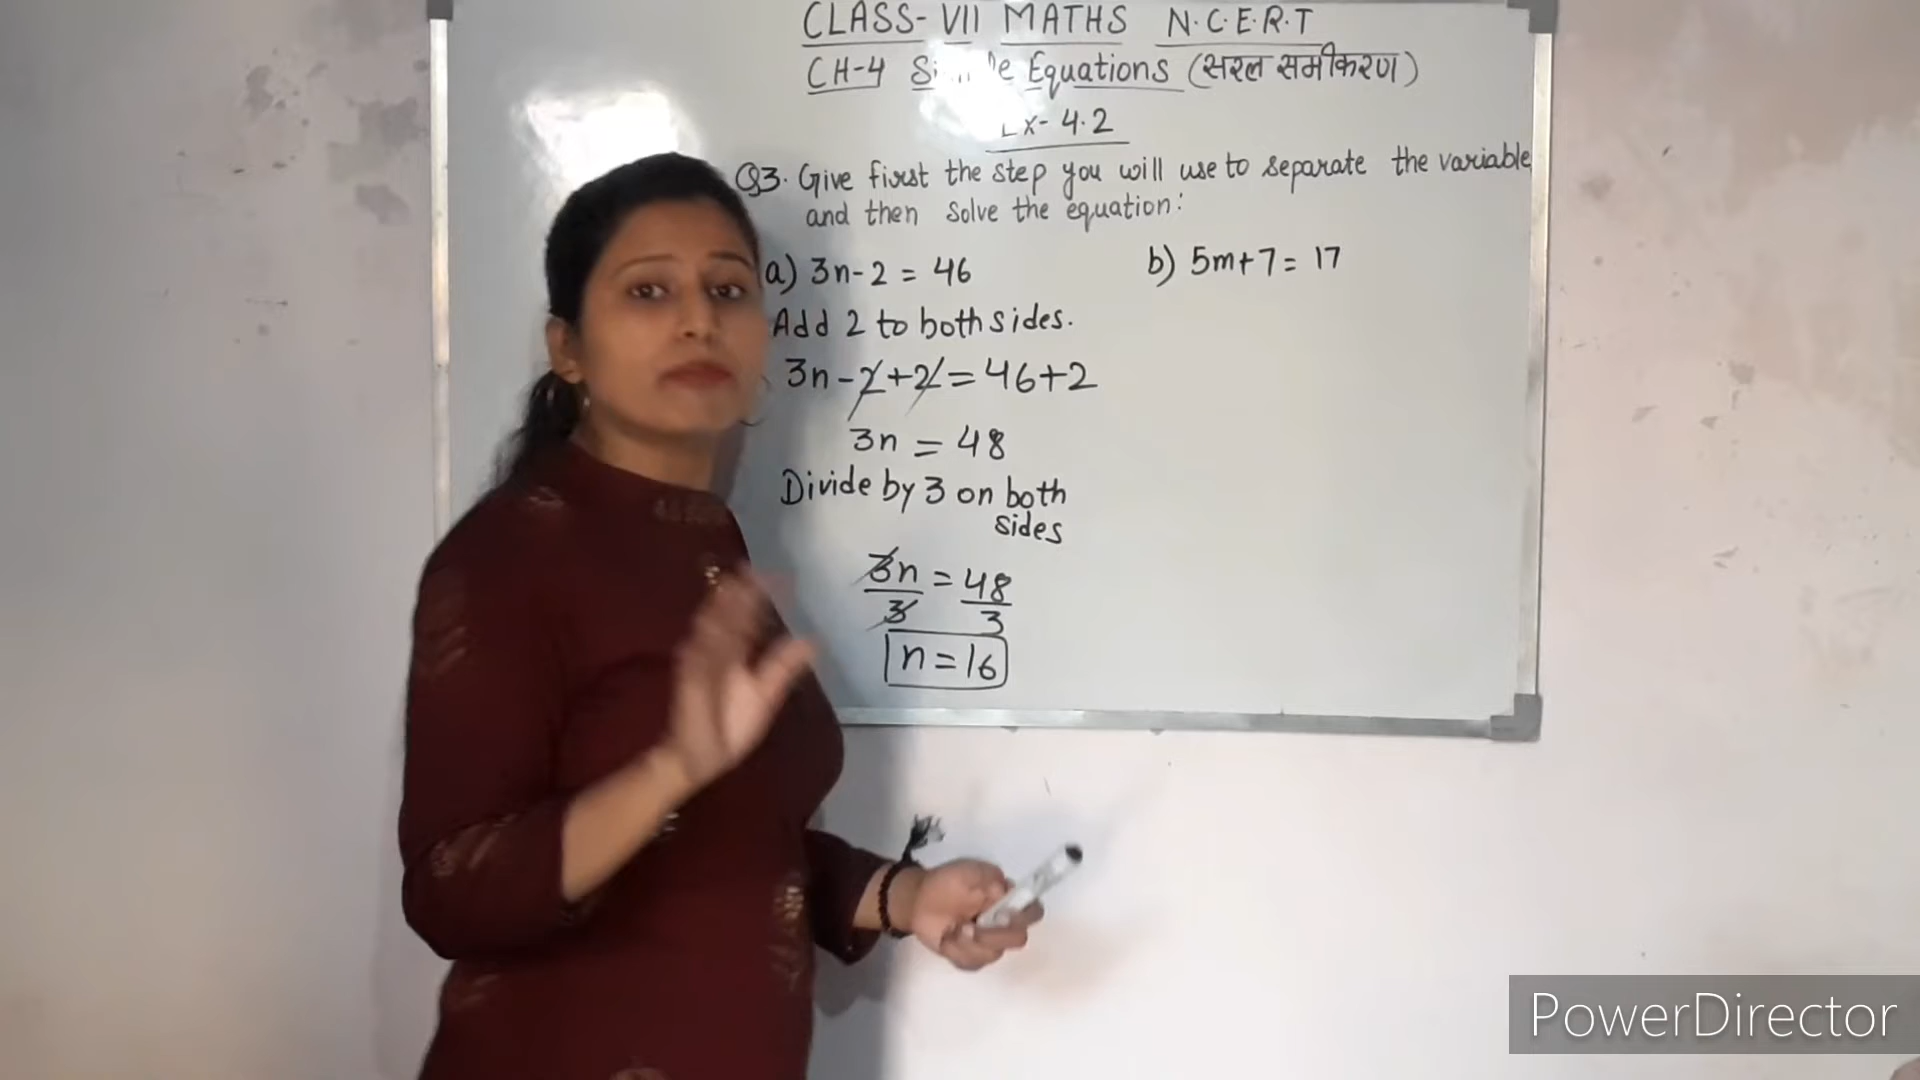 CLASS- VII MATHS N.C.E.R.T
CH-4 Equations (सरल समीकरण)
Ex- 4.2
Q3. Give first the step you will use to separate the variable
and then solve the equation:
a) 3n-2 = 46
b) 5m+7 = 17
Add 2 to both sides.
3n-2+2=46+2
3n = 48
Divide by 3 on both
sides
3n/3 = 48/3
n=16
PowerDirector